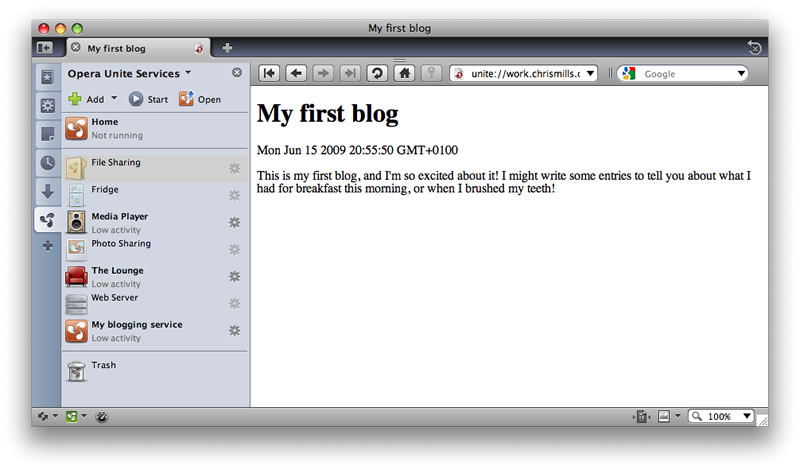 My first blog
My first blog
Opera Unite Services
Add Start Open
Home
Not running
File Sharing
Fridge
Media Player
Low activity
Photo Sharing
The Lounge
Low activity
Web Server
My blogging service
Low activity
Trash
unite://work.chrismills.c
Google
My first blog
Mon Jun 15 2009 20:55:50 GMT+0100
This is my first blog, and I'm so excited about it! I might write some entries to tell you about what I
had for breakfast this morning, or when I brushed my teeth!
100%